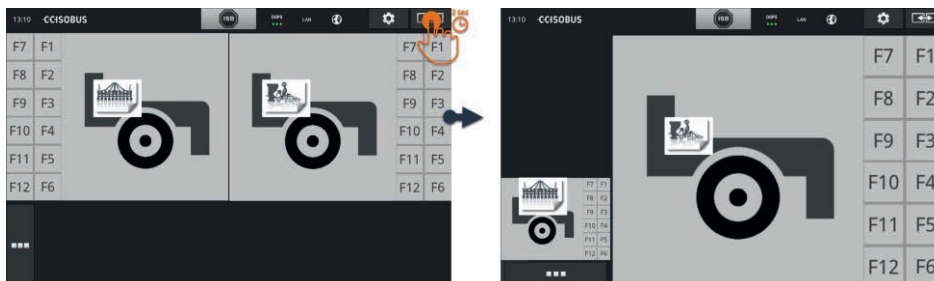 13:10 CCISOBUS ISB GGPS LAN 2 sec
F7 F1 F7 F1
F8 F2 F8 F2
F9 F3 F9 F3
F10 F4 F10 F4
F11 F5 F11 F5
F12 F6 F12 F6
13:10 CCISOBUS ISB LAN
F7 F1
F8 F2
F9 F3
F10 F4
F11 F5
F12 F6
F7 F1
F8 F2
F9 F3
F10 F4
F11 F5
F12 F6